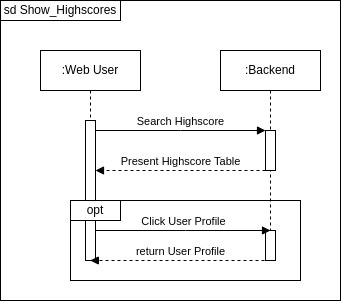 sd Show_Highscores
:Web User
:Backend
Search Highscore
Present Highscore Table
opt
Click User Profile
return User Profile